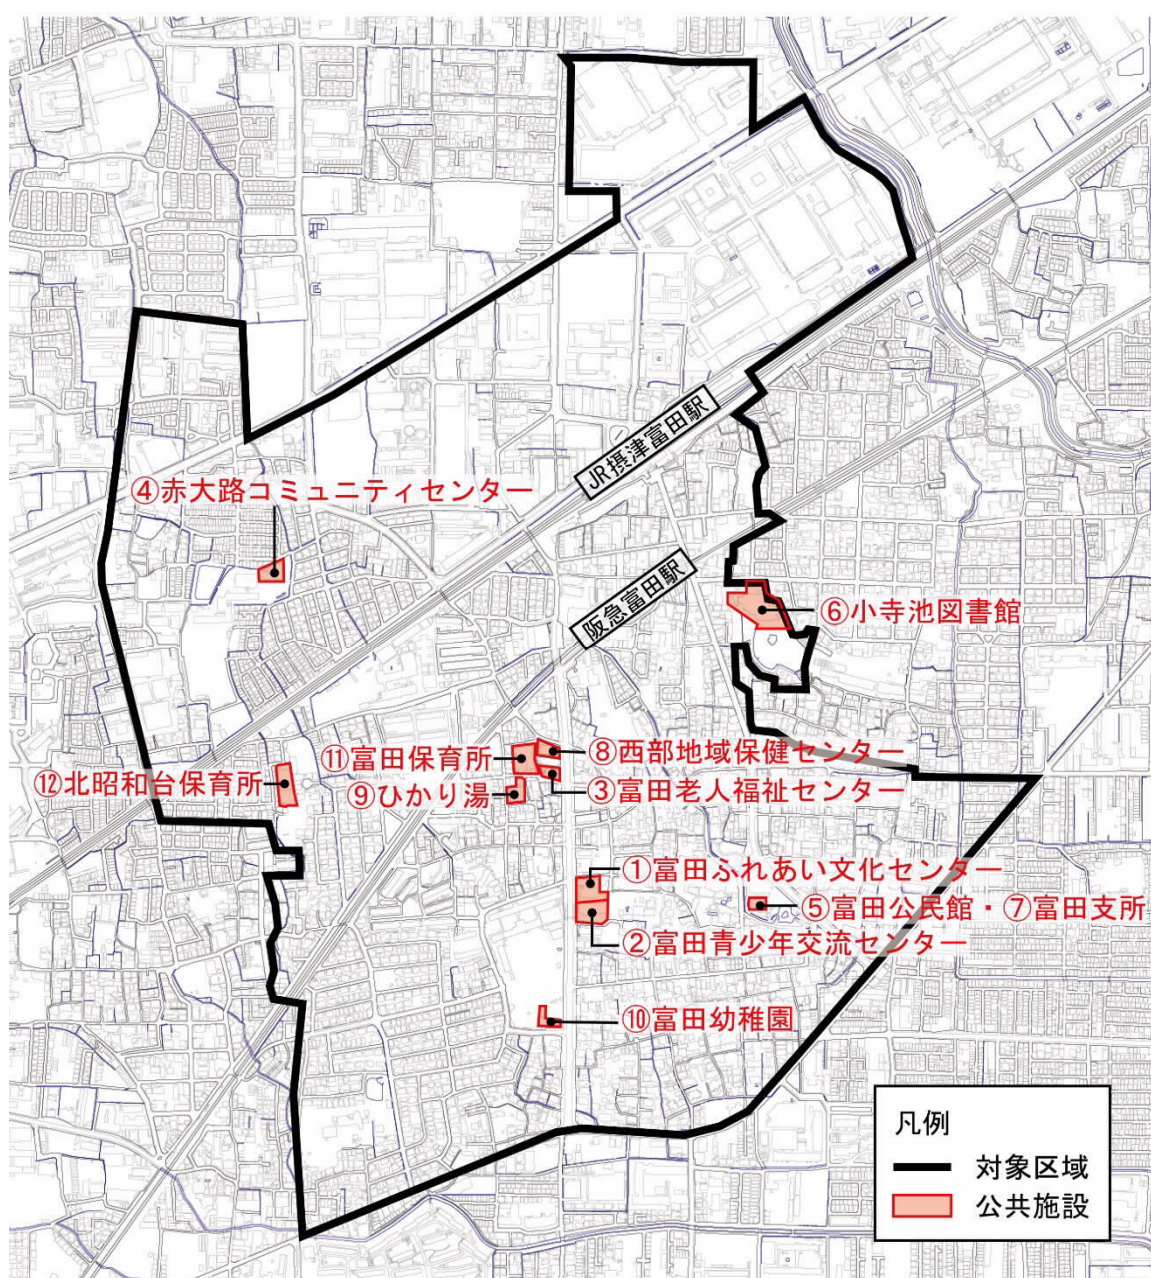 JR摂津富田駅
④赤大路コミュニティセンター
阪急富田駅
⑥小寺池図書館
⑪富田保育所
⑧西部地域保健センター
⑫北昭和台保育所
⑨ひかり湯
③富田老人福祉センター
①富田ふれあい文化センター
⑤富田公民館・⑦富田支所
②富田青少年交流センター
⑩富田幼稚園
凡例
対象区域
公共施設